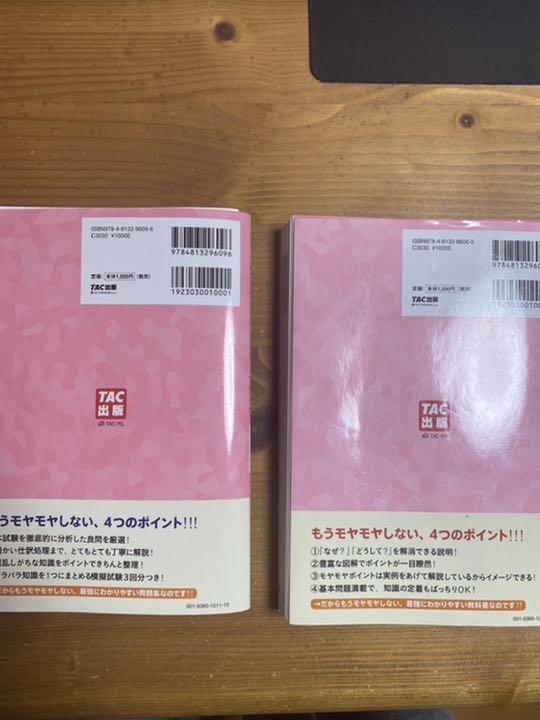 ISBN978-4-8132-9609-6
C3030 ¥1000E
9784813296096
定価:本体1,000円(税別)
TAC出版
1923030010001
TAC
出版
TAC PG
うモヤモヤしない、4つのポイント!!!
試験を徹底的に分析した良問を厳選!
かい仕訳処理まで、とてもとても丁寧に解説!
乱しがちな知識をポイントできちんと整理!
ラバラ知識を1つにまとめる模擬試験3回分つき!
からもうモヤモヤしない、最強にわかりやすい問題集なのです!!
001-9385-1011-10
ISBN978-4-8132-9606-5
C3030 ¥1000E
97848132960
定価:本体1,000円(税別)
TAC出版
192303001000
TAC
出版
TAC PG
もうモヤモヤしない、4つのポイント!!!
①「なぜ?」「どうして?」を解消できる説明!
②豊富な図解でポイントが一目瞭然!
③モヤモヤポイントは実例をあげて解説しているからイメージできる!
④基本問題満載で、知識の定着もばっちりOK!
→だからもうモヤモヤしない、最強にわかりやすい教科書なのです!!
001-9385-1011-10